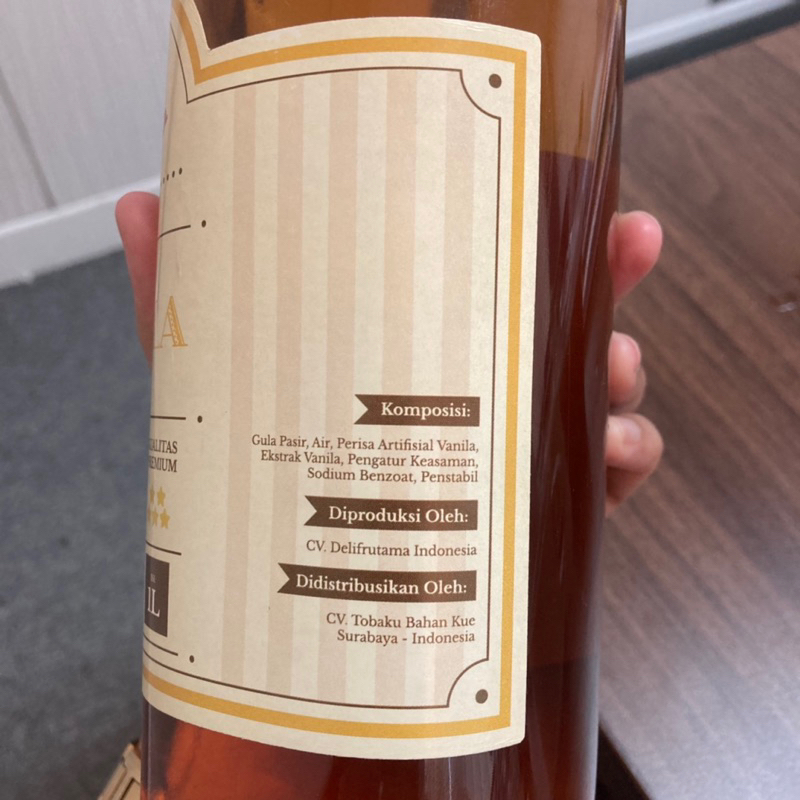 A
Komposisi:
Gula Pasir, Air, Perisa Artifisial Vanila,
Ekstrak Vanila, Pengatur Keasaman,
Sodium Benzoat, Penstabil
Diproduksi Oleh:
CV. Delifrutama Indonesia
Didistribusikan Oleh:
CV. Tobaku Bahan Kue
Surabaya - Indonesia